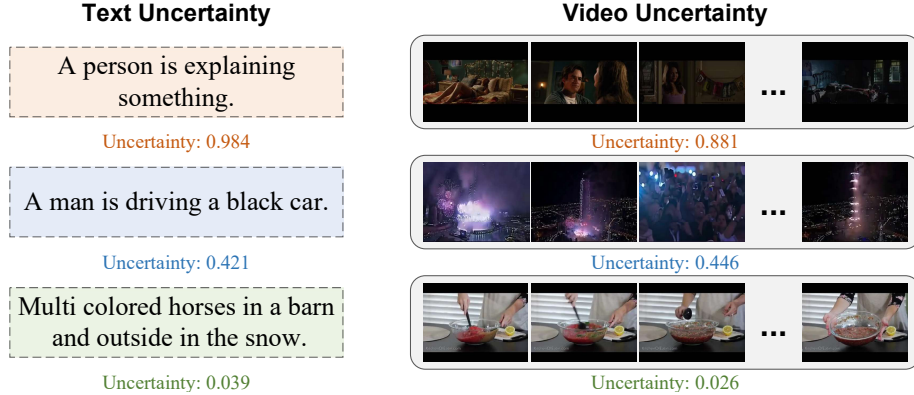 Text Uncertainty
Video Uncertainty
A person is explaining
something.
Uncertainty: 0.984
Uncertainty: 0.881
...
A man is driving a black car.
Uncertainty: 0.421
Uncertainty: 0.446
...
Multi colored horses in a barn
and outside in the snow.
Uncertainty: 0.039
Uncertainty: 0.026
...